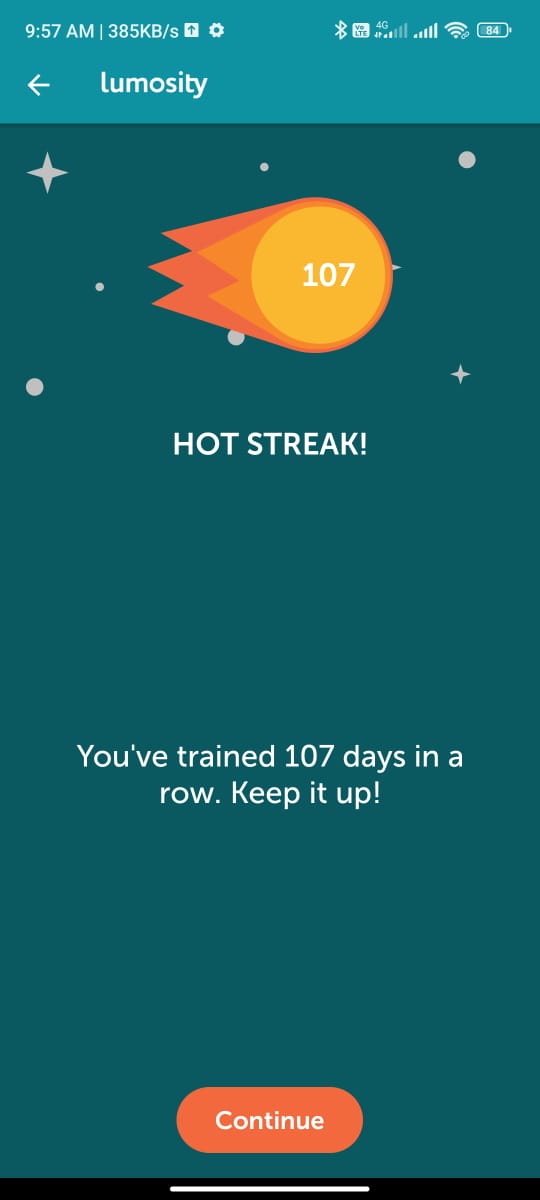 9:57 AM | 385KB/s Vo LTE 4G 84
lumosity
107
HOT STREAK!
You've trained 107 days in a
row. Keep it up!
Continue